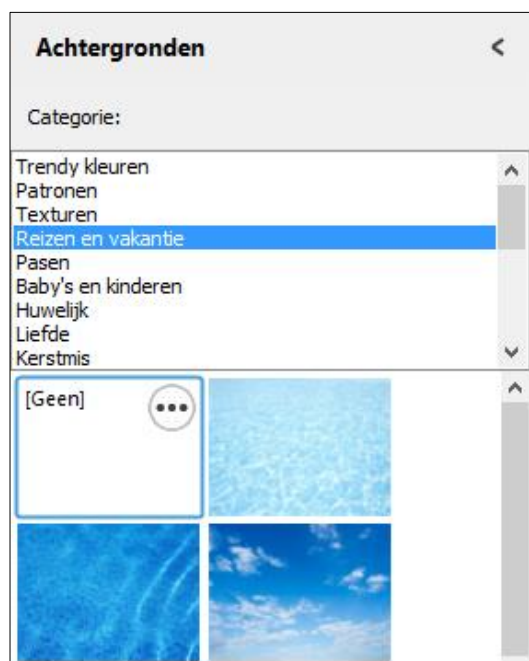 Achtergronden
Categorie:
Trendy kleuren
Patronen
Texturen
Reizen en vakantie
Pasen
Baby's en kinderen
Huwelijk
Liefde
Kerstmis
[Geen]